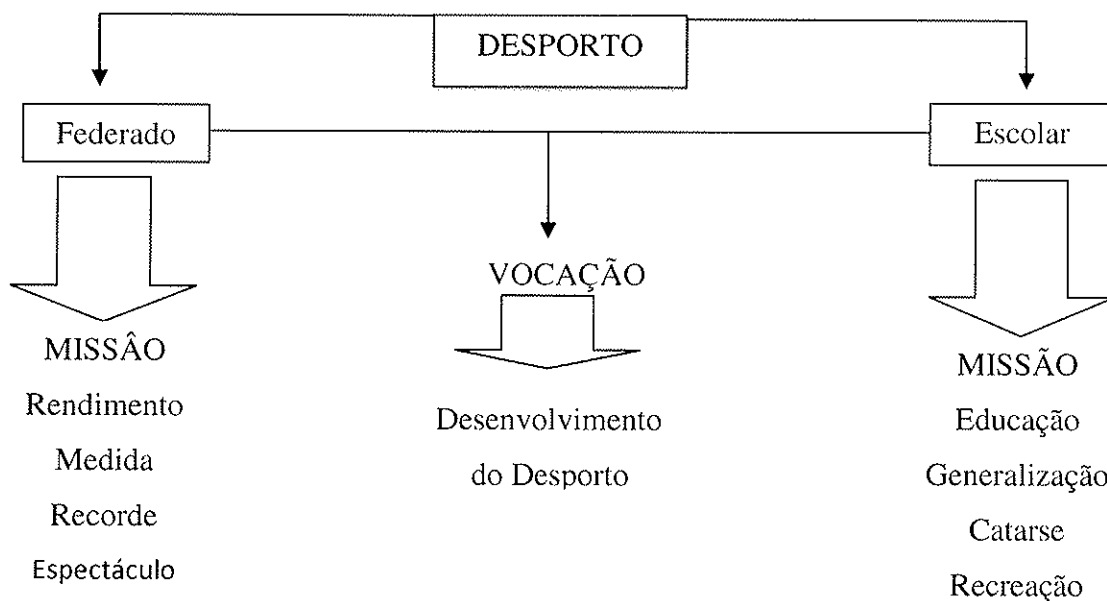 DESPORTO
Federado
Escolar
VOCAÇÃO
MISSÂO
Rendimento
Medida
Recorde
Espectáculo
Desenvolvimento
do Desporto
MISSÃO
Educação
Generalização
Catarse
Recreação